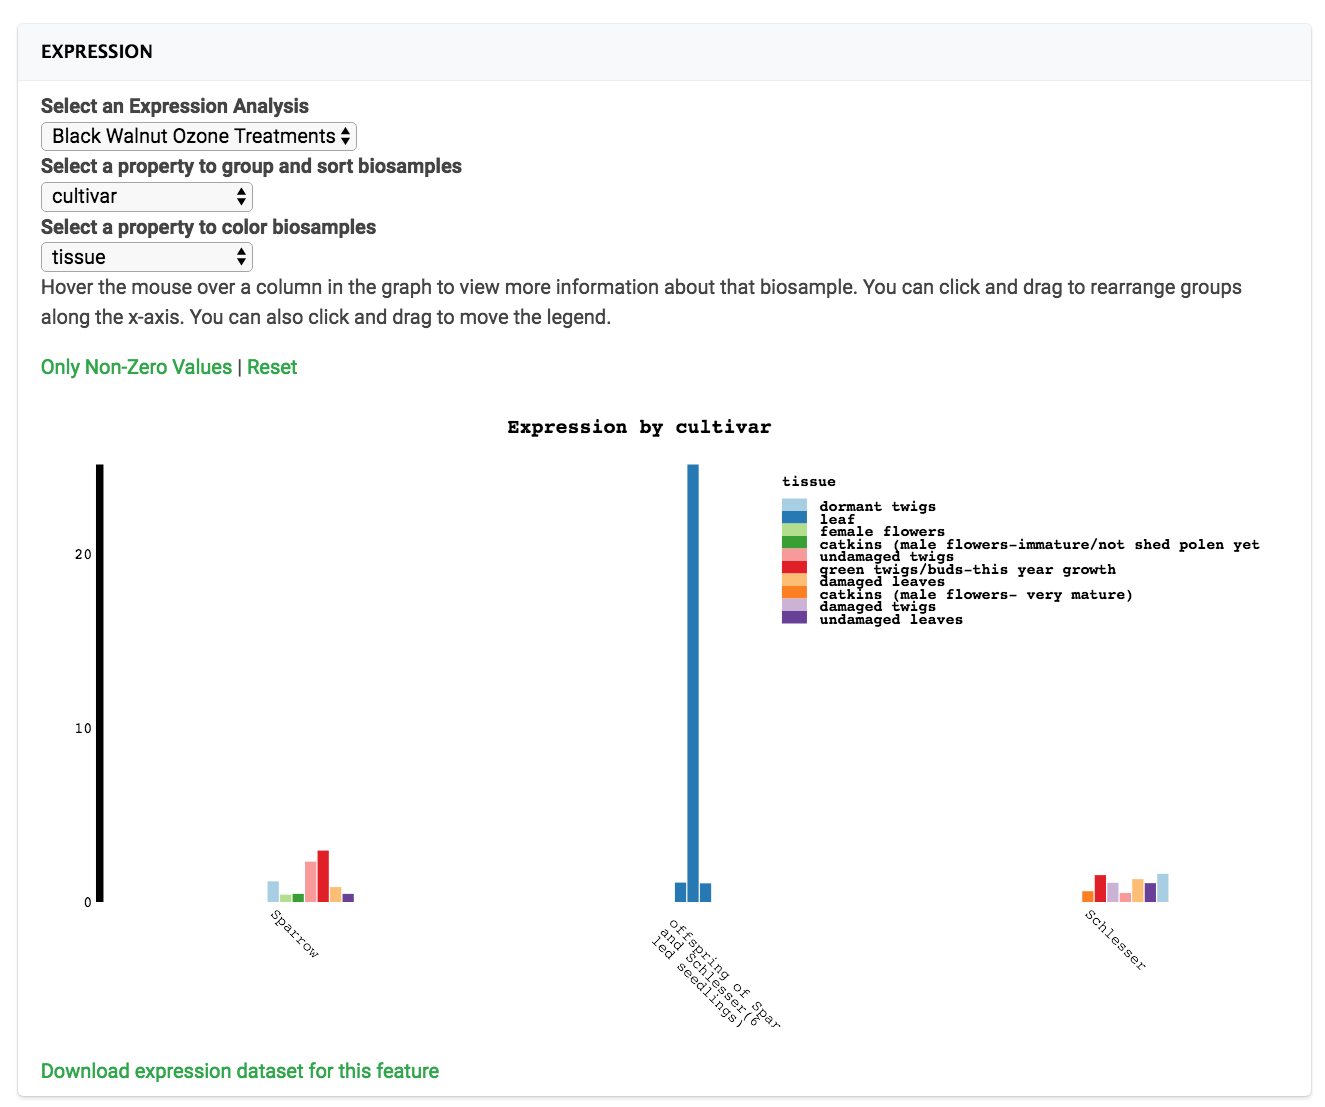 EXPRESSION
Select an Expression Analysis
Black Walnut Ozone Treatments
Select a property to group and sort biosamples
cultivar
Select a property to color biosamples
tissue
Hover the mouse over a column in the graph to view more information about that biosample. You can click and drag to rearrange groups
along the x-axis. You can also click and drag to move the legend.
Only Non-Zero Values | Reset
Expression by cultivar
tissue
dormant twigs
leaf
female flowers
catkins (male flowers-immature/not shed polen yet
undamaged twigs
green twigs/buds-this year growth
damaged leaves
catkins (male flowers- very mature)
damaged twigs
undamaged leaves
20
10
0
Sparrow
offspring of Spar
and Schlesser(6
led seedlings)
Schlesser
Download expression dataset for this feature